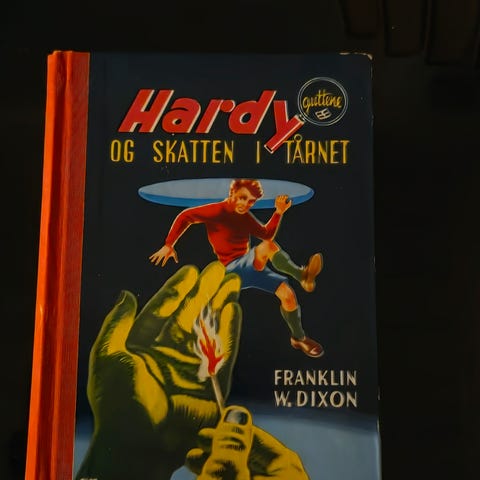 Hardy
guttene
OG SKATTEN I TÅRNET
FRANKLIN
W. DIXON